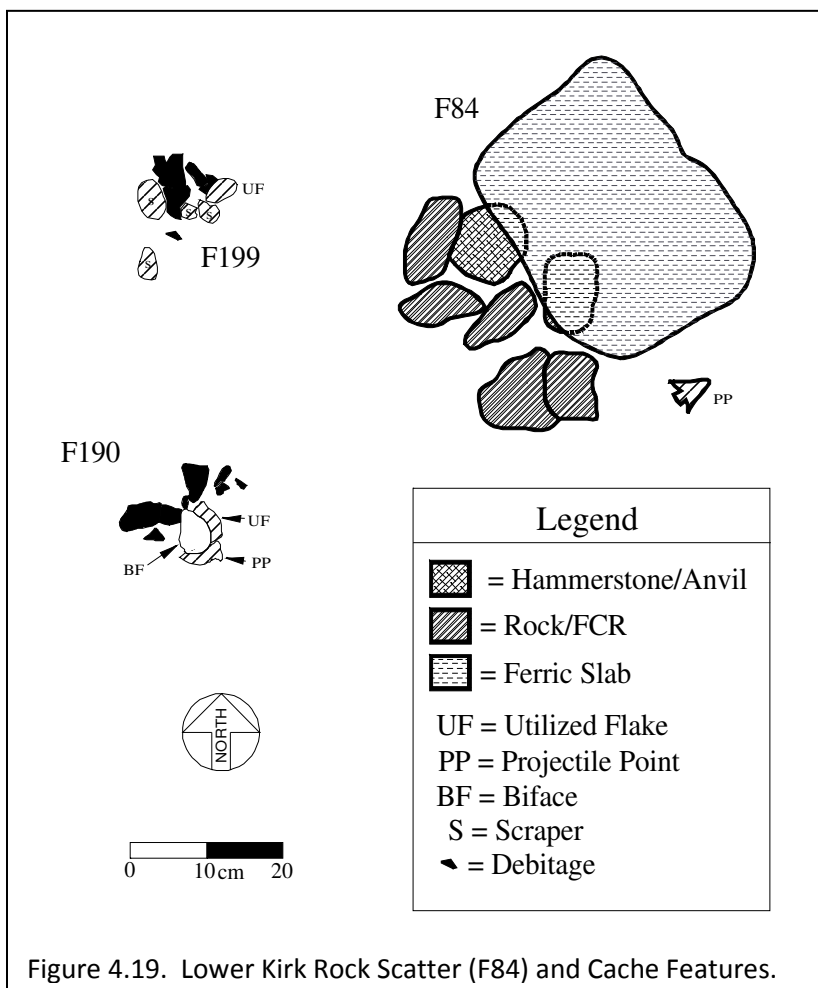 F84
UF
S
S
S
F199
S
PP
F190
UF
BF
PP
NORTH
0 10 cm 20
Legend
= Hammerstone/Anvil
= Rock/FCR
= Ferric Slab
UF = Utilized Flake
PP = Projectile Point
BF = Biface
S = Scraper
= Debitage
Figure 4.19. Lower Kirk Rock Scatter (F84) and Cache Features.